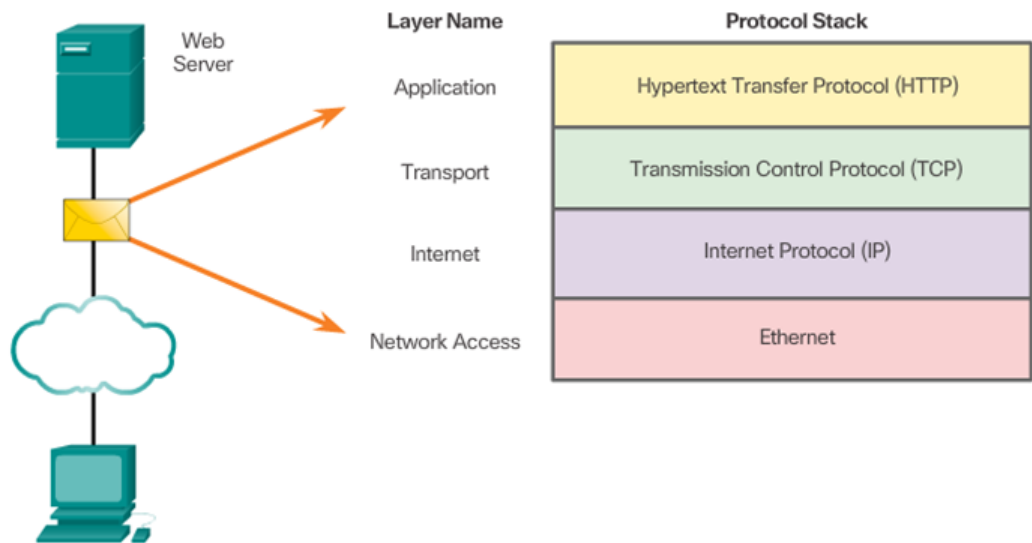 Layer Name
Protocol Stack
Web
Server
Application
Hypertext Transfer Protocol (HTTP)
Transport
Transmission Control Protocol (TCP)
Internet
Internet Protocol (IP)
Network Access
Ethernet